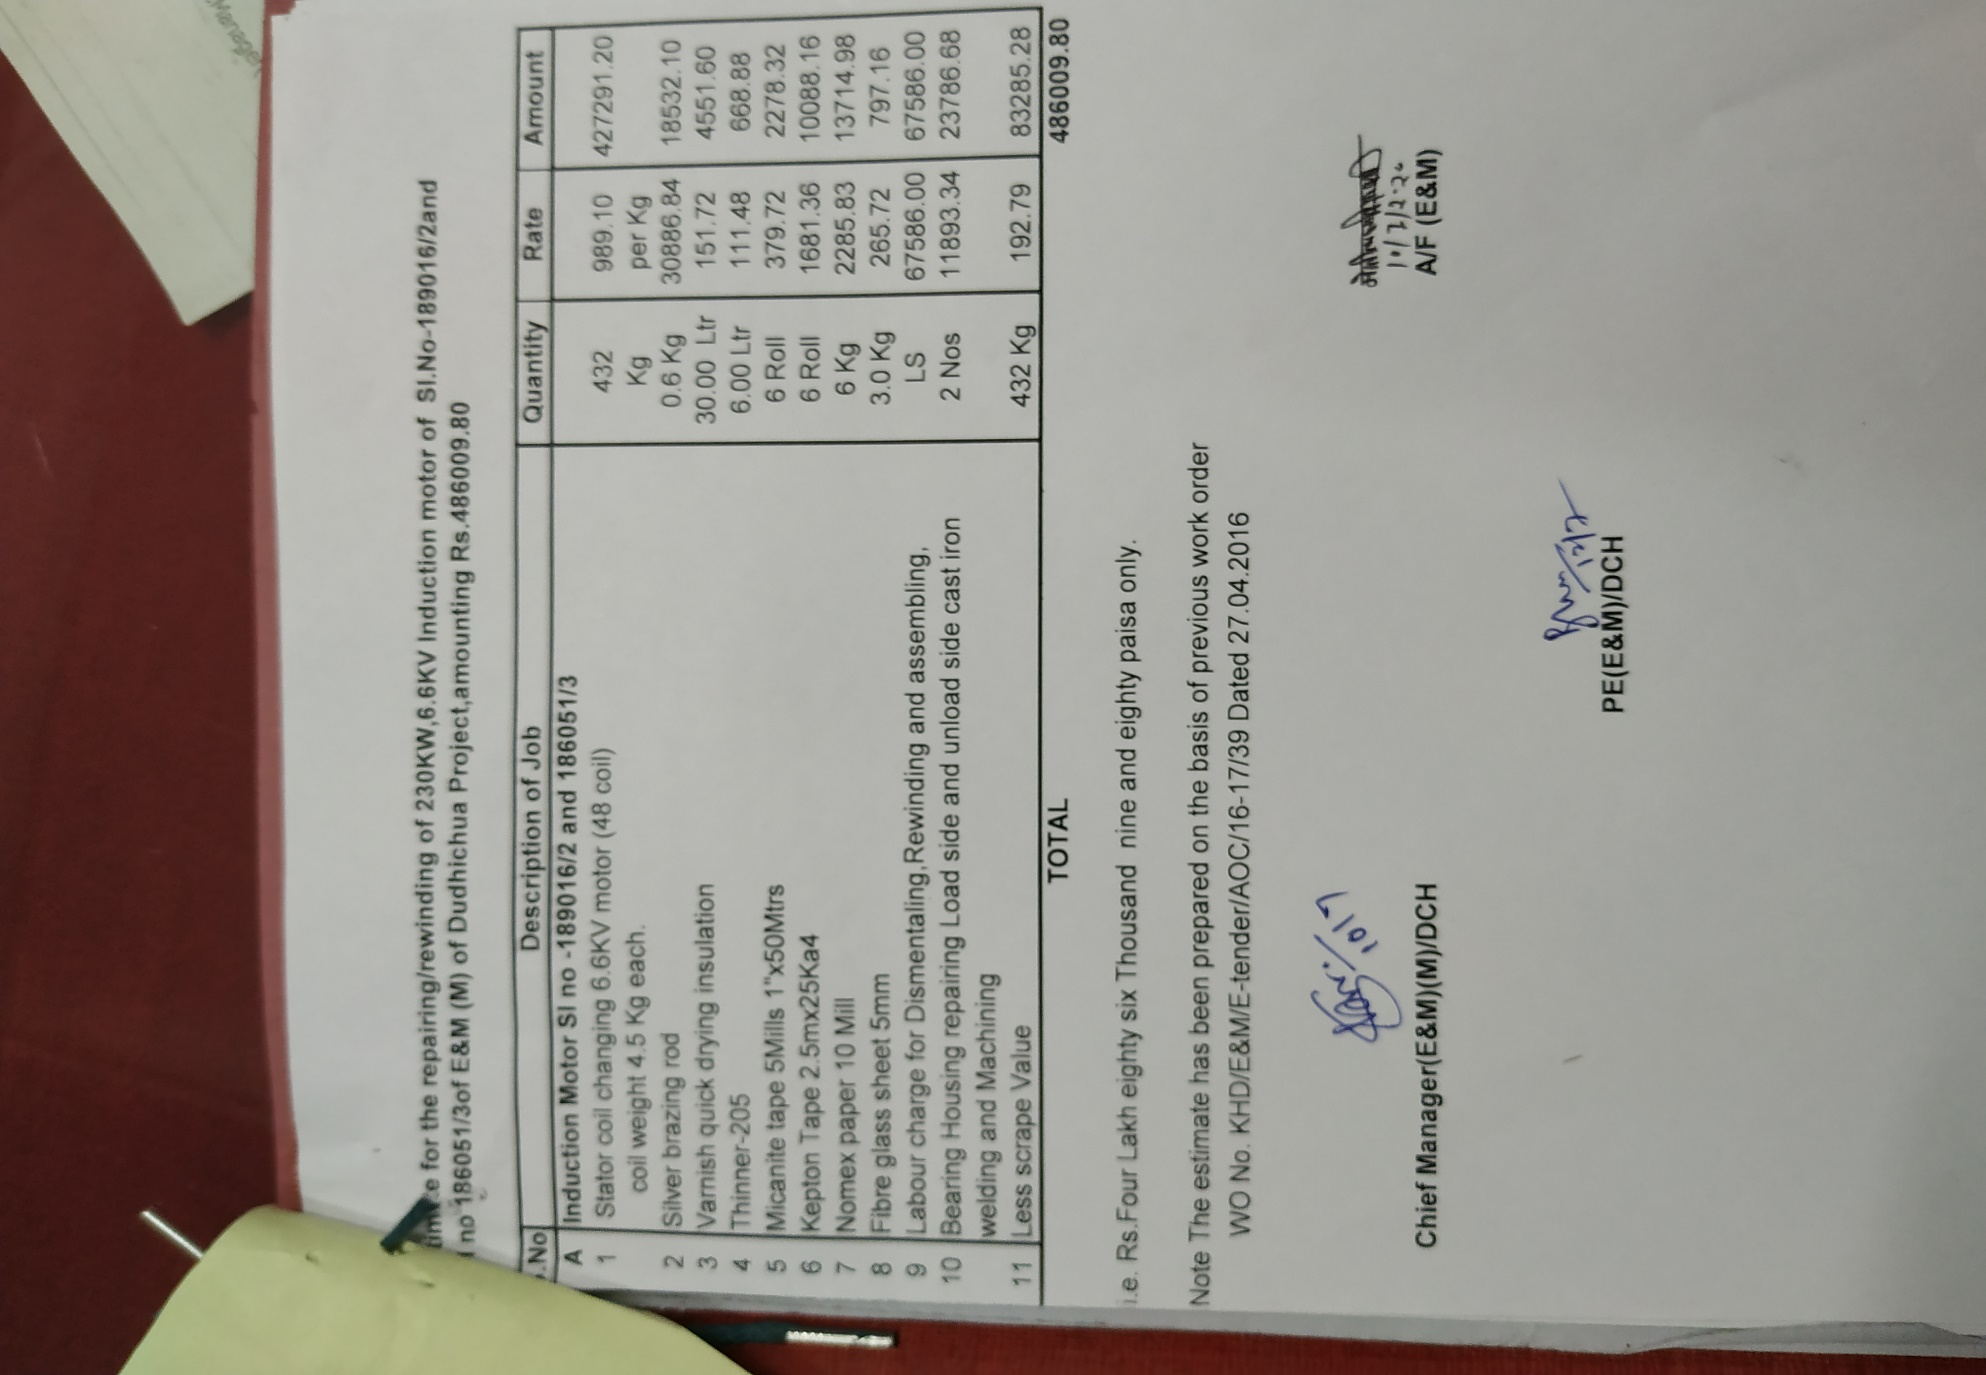 for the repairing/rewinding of 230KW,6.6KV Induction motor of SI.No-189016/2and
no 186051/3of E&M (M) of Dudhichua Project,amounting Rs.486009.80
.No Description of Job Quantity Rate Amount
A Induction Motor SI no -189016/2 and 186051/3
1 Stator coil changing 6.6KV motor (48 coil) 432 989.10 427291.20
coil weight 4.5 Kg each. Kg per Kg
2 Silver brazing rod 0.6 Kg 30886.84 18532.10
3 Varnish quick drying insulation 30.00 Ltr 151.72 4551.60
4 Thinner-205 6.00 Ltr 111.48 668.88
5 Micanite tape 5Mills 1"x50Mtrs 6 Roll 379.72 2278.32
6 Kepton Tape 2.5mx25Ka4 6 Roll 1681.36 10088.16
7 Nomex paper 10 Mill 6 Kg 2285.83 13714.98
8 Fibre glass sheet 5mm 3.0 Kg 265.72 797.16
9 Labour charge for Dismentaling,Rewinding and assembling, LS 67586.00 67586.00
10 Bearing Housing repairing Load side and unload side cast iron 2 Nos 11893.34 23786.68
welding and Machining
11 Less scrape Value 432 Kg 192.79 83285.28
TOTAL 486009.80
i.e. Rs.Four Lakh eighty six Thousand nine and eighty paisa only.
Note The estimate has been prepared on the basis of previous work order
WO No. KHD/E&M/E-tender/AOC/16-17/39 Dated 27.04.2016
Chief Manager(E&M)(M)/DCH
A/F (E&M)
PE(E&M)/DCH